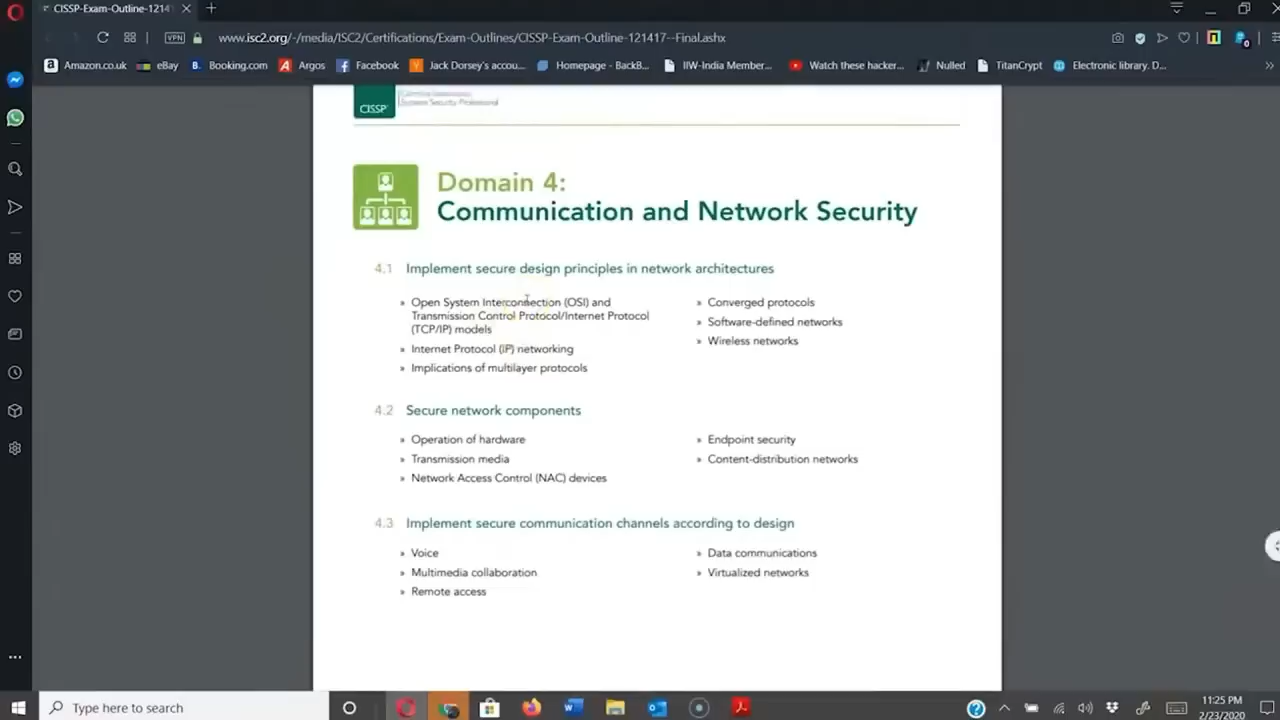 CISSP-Exam-Outline-1214
VPN
www.isc2.org/-/media/ISC2/Certifications/Exam-Outlines/CISSP-Exam-Outline-121417--Final.ashx
Amazon.co.uk
eBay
Booking.com
Argos
Facebook
Jack Dorsey's accou...
Homepage - BackB...
IIW-India Member...
Watch these hacker...
Nulled
TitanCrypt
Electronic library. D...
CISSP
System Security Professional
Domain 4:
Communication and Network Security
4.1 Implement secure design principles in network architectures
» Open System Interconnection (OSI) and
Transmission Control Protocol/Internet Protocol
(TCP/IP) models
» Internet Protocol (IP) networking
» Implications of multilayer protocols
» Converged protocols
» Software-defined networks
» Wireless networks
4.2 Secure network components
» Operation of hardware
» Transmission media
» Network Access Control (NAC) devices
» Endpoint security
» Content-distribution networks
4.3 Implement secure communication channels according to design
» Voice
» Multimedia collaboration
» Remote access
» Data communications
» Virtualized networks
Type here to search
11:25 PM
2/23/2020